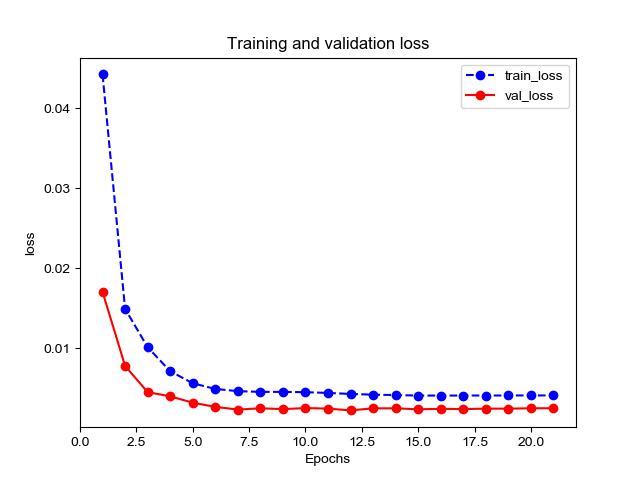 Training and validation loss
train_loss
val_loss
0.04
0.03
0.02
0.01
loss
0.0 2.5 5.0 7.5 10.0 12.5 15.0 17.5 20.0
Epochs